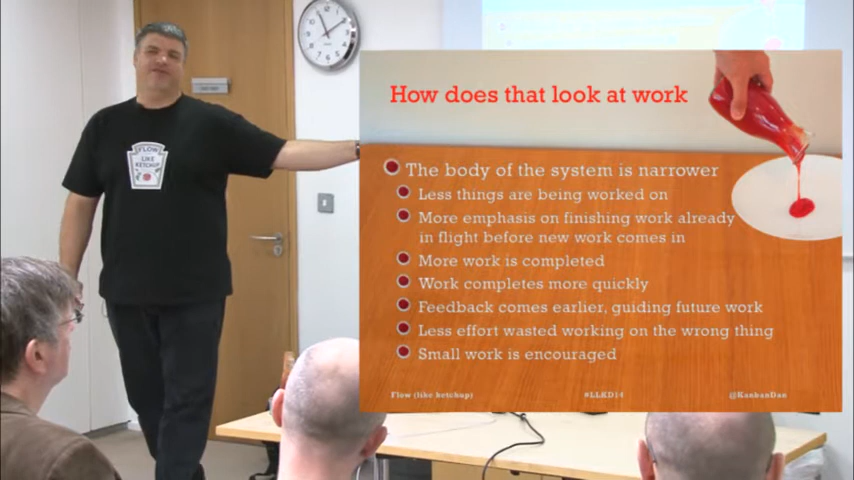 FLOW
LIKE
KETCHUP
How does that look at work
The body of the system is narrower
Less things are being worked on
More emphasis on finishing work already
in flight before new work comes in
More work is completed
Work completes more quickly
Feedback comes earlier, guiding future work
Less effort wasted working on the wrong thing
Small work is encouraged
Flow (like ketchup) #LLKD14 @KanbanDan